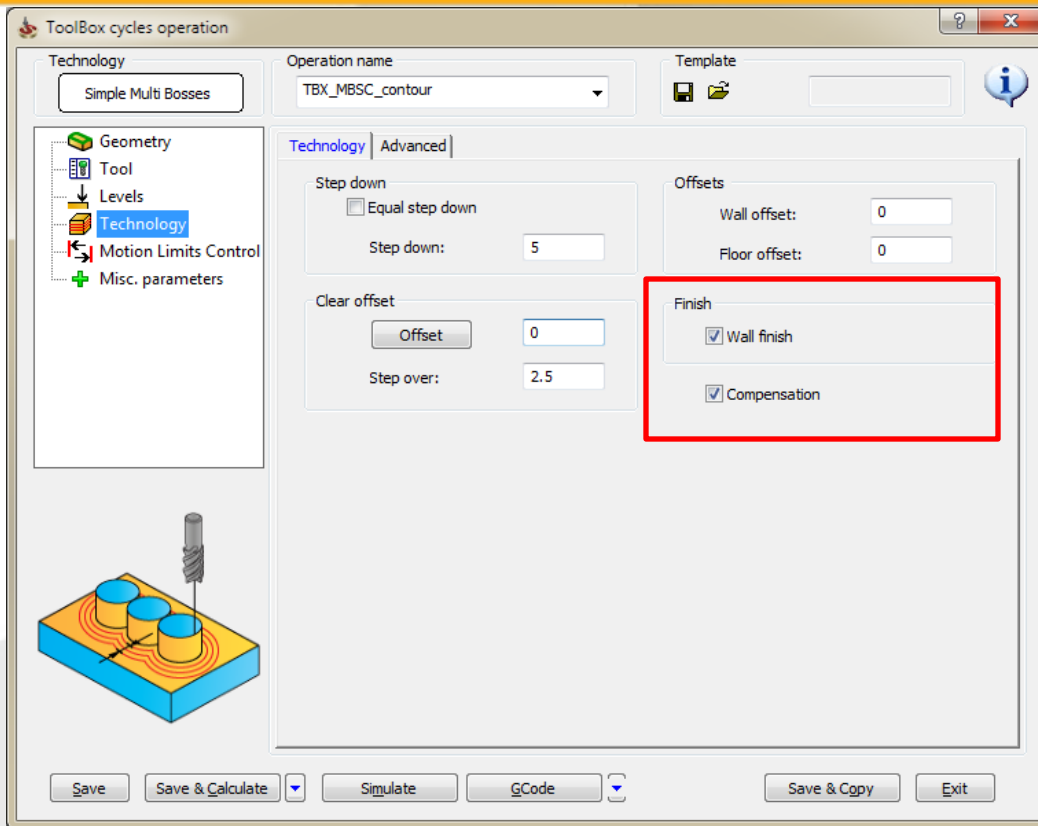 ToolBox cycles operation
Technology
Simple Multi Bosses
Operation name
TBX_MBSC_contour
Template
Geometry
Tool
Levels
Technology
Motion Limits Control
Misc. parameters
Technology
Advanced
Step down
Equal step down
Step down:
5
Offsets
Wall offset:
0
Floor offset:
0
Clear offset
Offset
0
Step over:
2.5
Finish
Wall finish
Compensation
Save
Save & Calculate
Simulate
GCode
Save & Copy
Exit